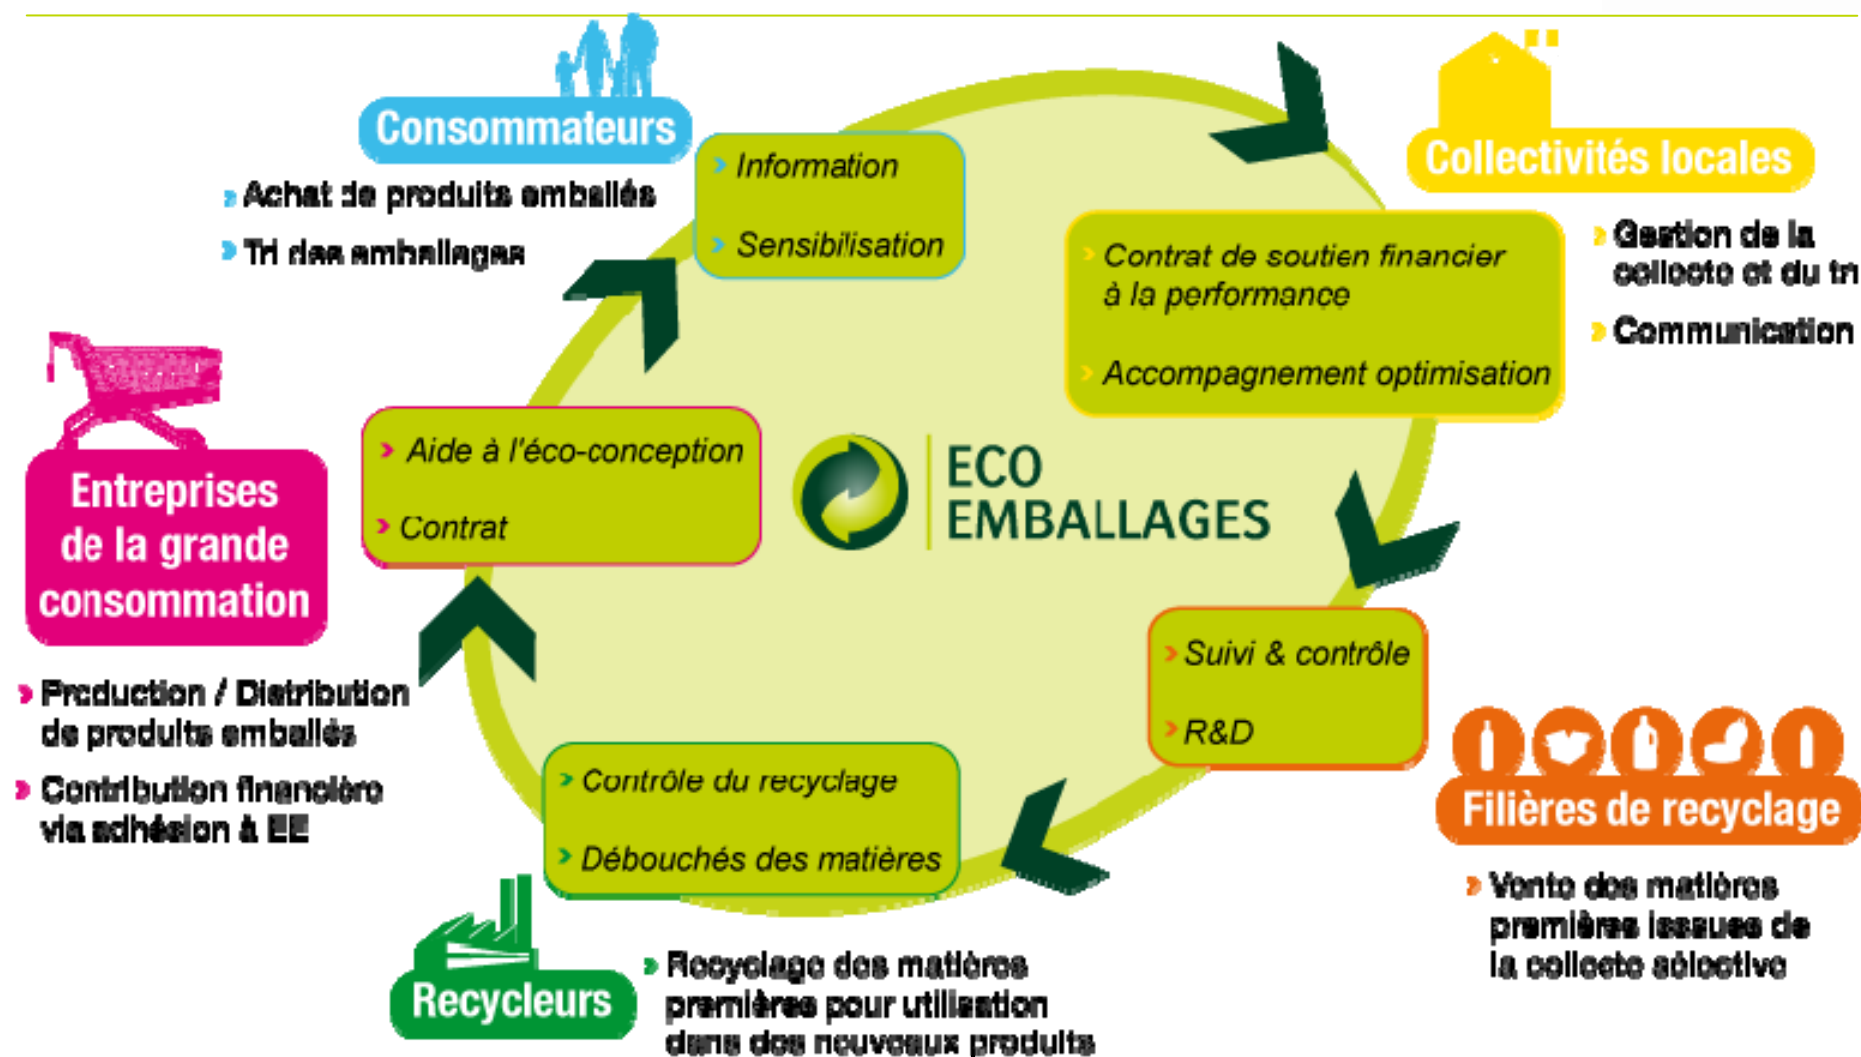 Consommateurs
Achat de produits emballés
Tri des emballages
Information
Sensibilisation
Collectivités locales
Gestion de la
collecte et du tri
Communication
Contrat de soutien financier
à la performance
Accompagnement optimisation
Entreprises
de la grande
consommation
Production / Distribution
de produits emballés
Contribution financière
via adhésion à EE
Aide à l'éco-conception
Contrat
ECO
EMBALLAGES
Suivi & contrôle
R&D
Filières de recyclage
Vente des matières
premières issues de
la collecte sélective
Contrôle du recyclage
Débouchés des matières
Recycleurs
Recyclage des matières
premières pour utilisation
dans des nouveaux produits